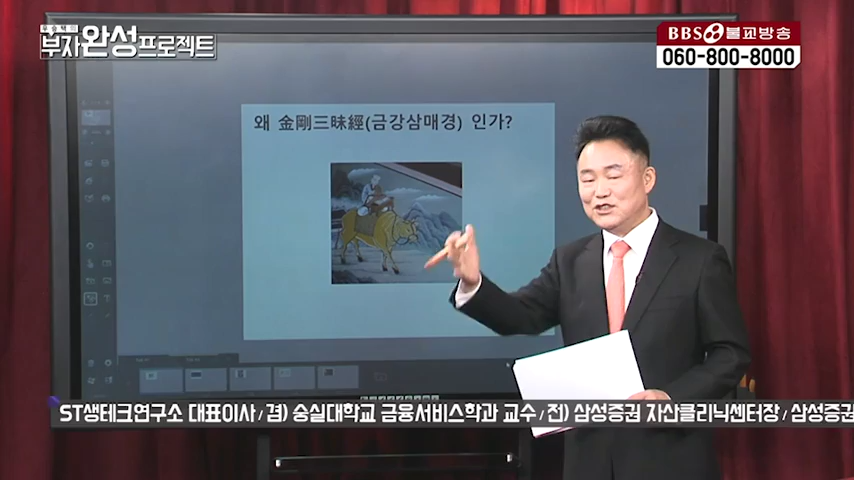 부자완성프로젝트
BBS 불교방송
060-800-8000
왜 金剛三昧經(금강삼매경) 인가?
ST생테크연구소 대표이사/겸) 숭실대학교 금융서비스학과 교수/전) 삼성증권 자산클리닉센터장/삼성증권